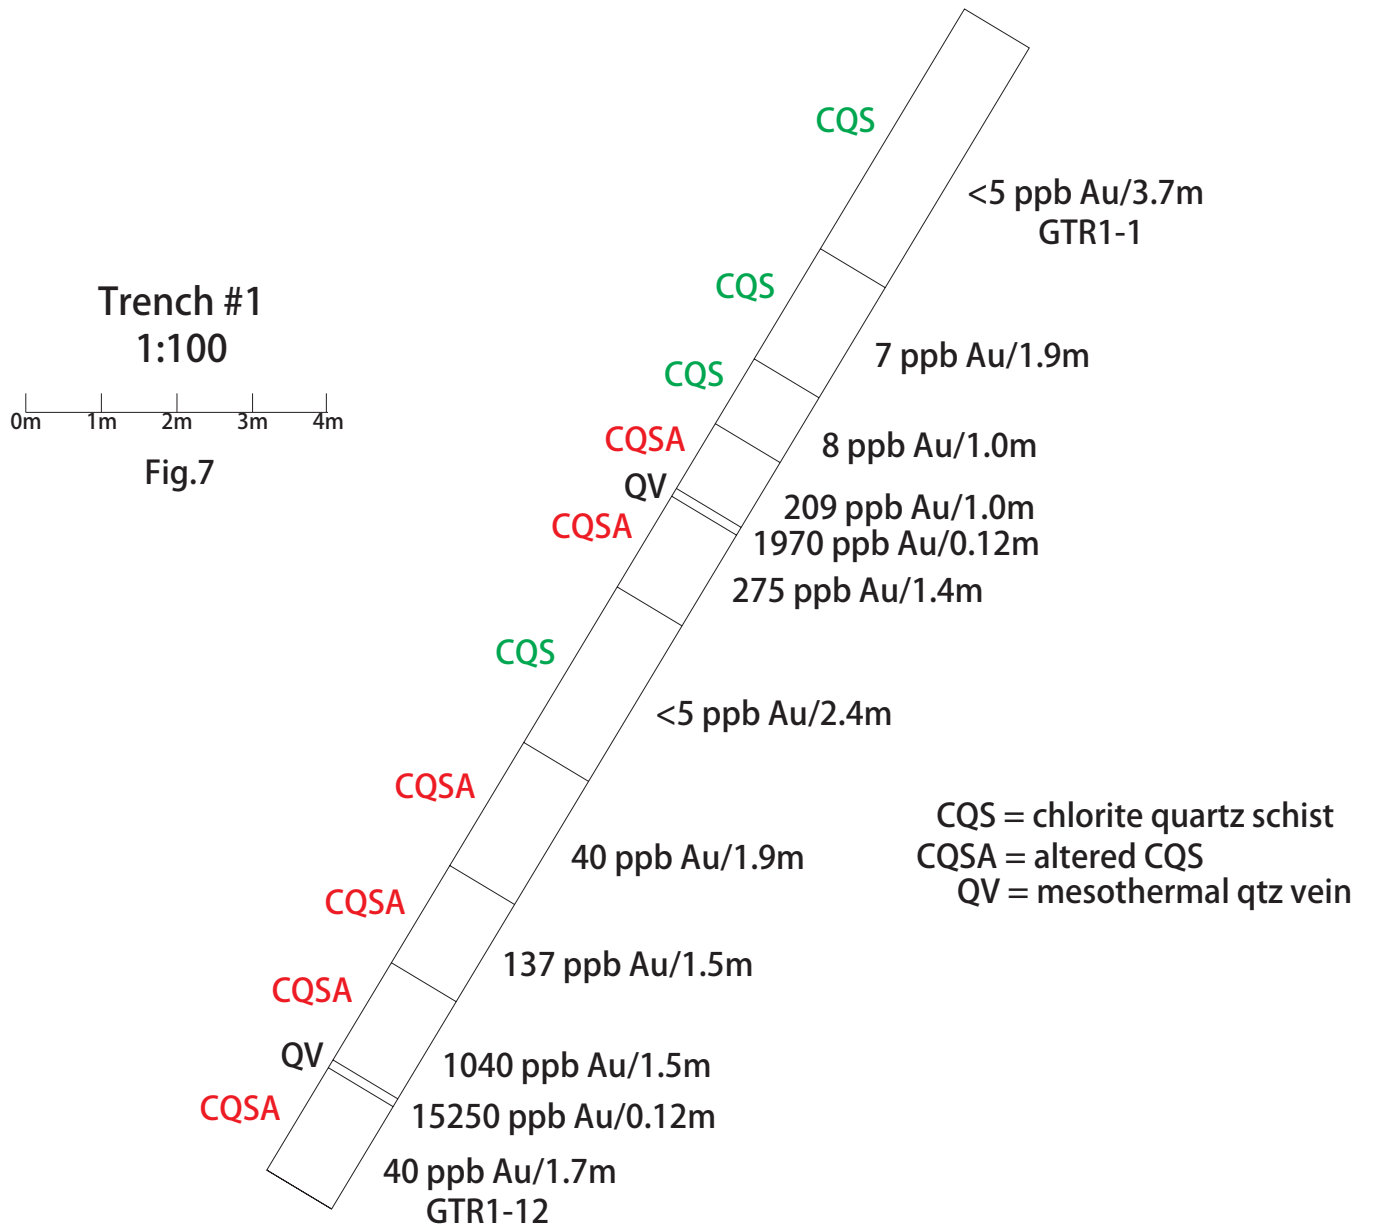 CQS
<5 ppb Au/3.7m
GTR1-1
CQS
Trench #1
1:100
7 ppb Au/1.9m
CQS
0m 1m 2m 3m 4m
CQSA
8 ppb Au/1.0m
Fig.7
QV
209 ppb Au/1.0m
CQSA
1970 ppb Au/0.12m
275 ppb Au/1.4m
CQS
<5 ppb Au/2.4m
CQSA
CQS = chlorite quartz schist
CQSA = altered CQS
QV = mesothermal qtz vein
40 ppb Au/1.9m
CQSA
137 ppb Au/1.5m
CQSA
QV
1040 ppb Au/1.5m
CQSA
15250 ppb Au/0.12m
40 ppb Au/1.7m
GTR1-12